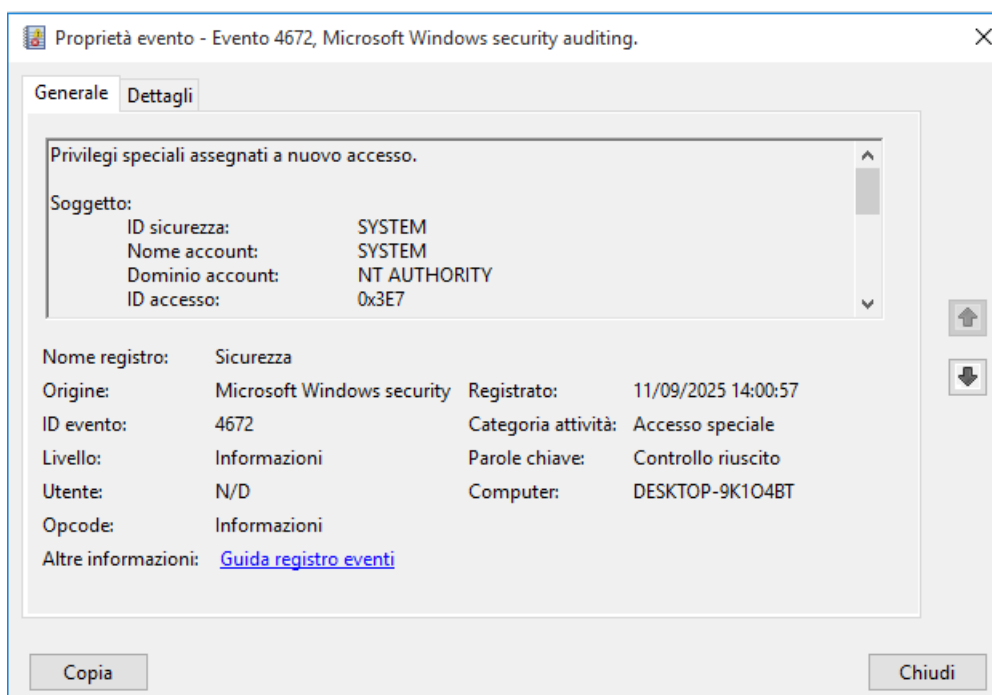 Proprietà evento - Evento 4672, Microsoft Windows security auditing.
Generale Dettagli
Privilegi speciali assegnati a nuovo accesso.
Soggetto:
ID sicurezza: SYSTEM
Nome account: SYSTEM
Dominio account: NT AUTHORITY
ID accesso: 0x3E7
Nome registro: Sicurezza
Origine: Microsoft Windows security Registrato: 11/09/2025 14:00:57
ID evento: 4672 Categoria attività: Accesso speciale
Livello: Informazioni Parole chiave: Controllo riuscito
Utente: N/D Computer: DESKTOP-9K1O4BT
Opcode: Informazioni
Altre informazioni: Guida registro eventi
Copia Chiudi